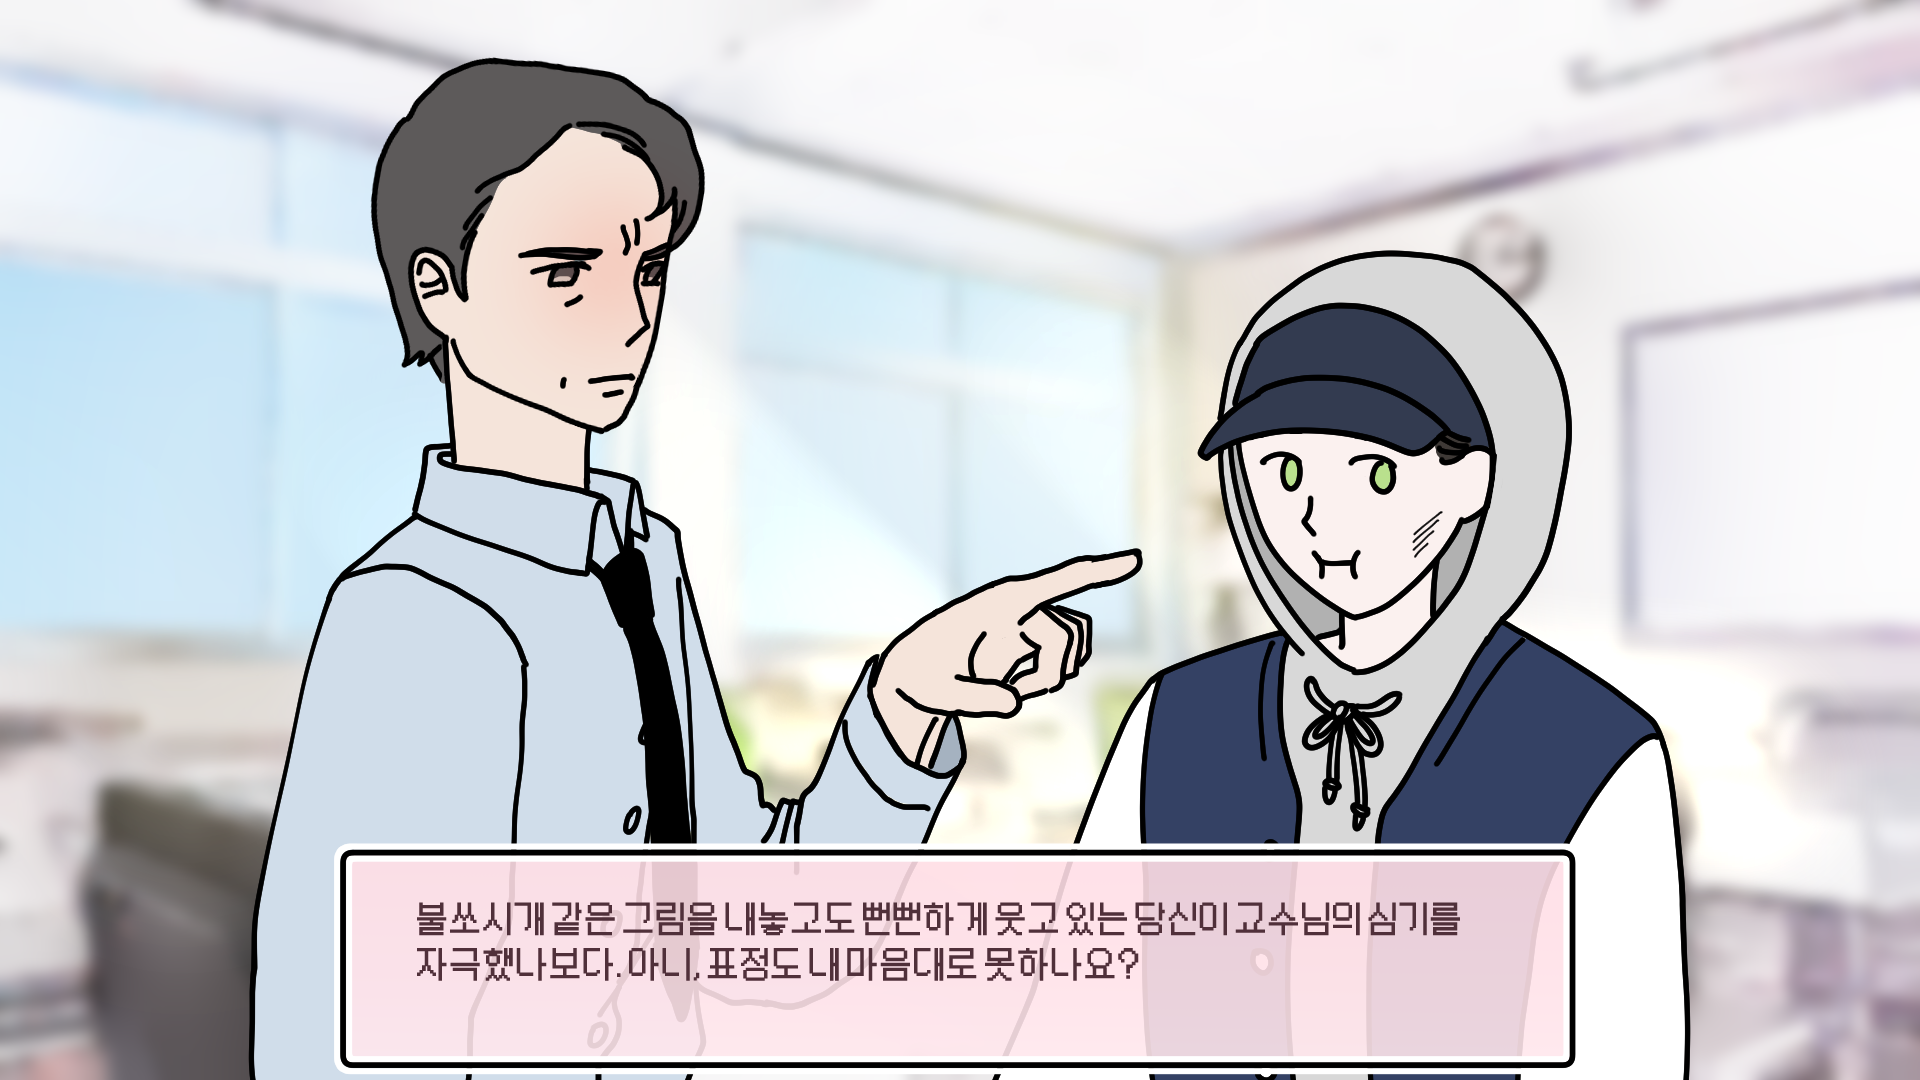 불쏘시개 같은 그림을 내놓고도 뻔뻔하게 웃고 있는 당신이 교수님의 심기를
자극했나보다. 아니, 표정도 내 마음대로 못하나요?